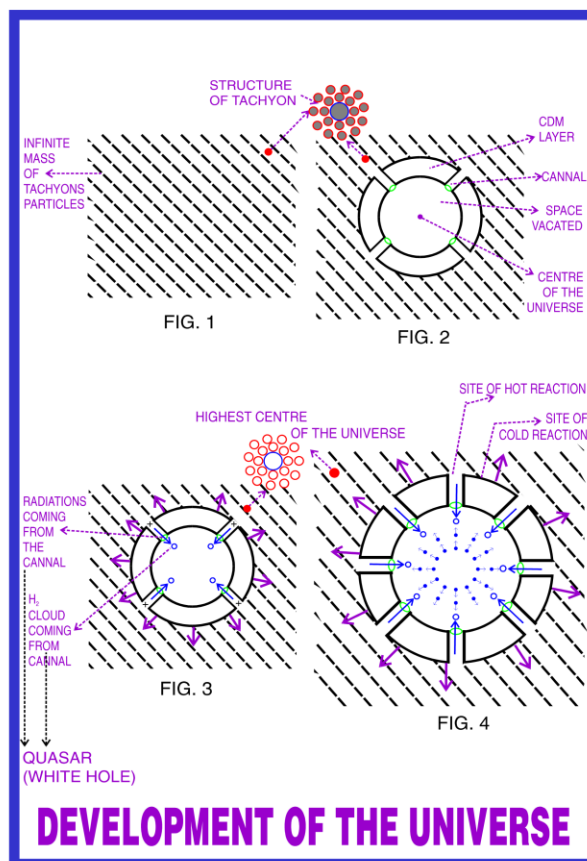 STRUCTURE
OF TACHYON
INFINITE
MASS
OF
TACHYONS
PARTICLES
CDM
LAYER
CANNAL
SPACE
VACATED
CENTRE
OF THE
UNIVERSE
FIG. 1
FIG. 2
SITE OF HOT REACTION
SITE OF
COLD REACTION
HIGHEST CENTRE
OF THE UNIVERSE
RADIATIONS
COMING
FROM
THE
CANNAL
H₂
CLOUD
COMING
FROM
CANNAL
FIG. 3
FIG. 4
QUASAR
(WHITE HOLE)
DEVELOPMENT OF THE UNIVERSE